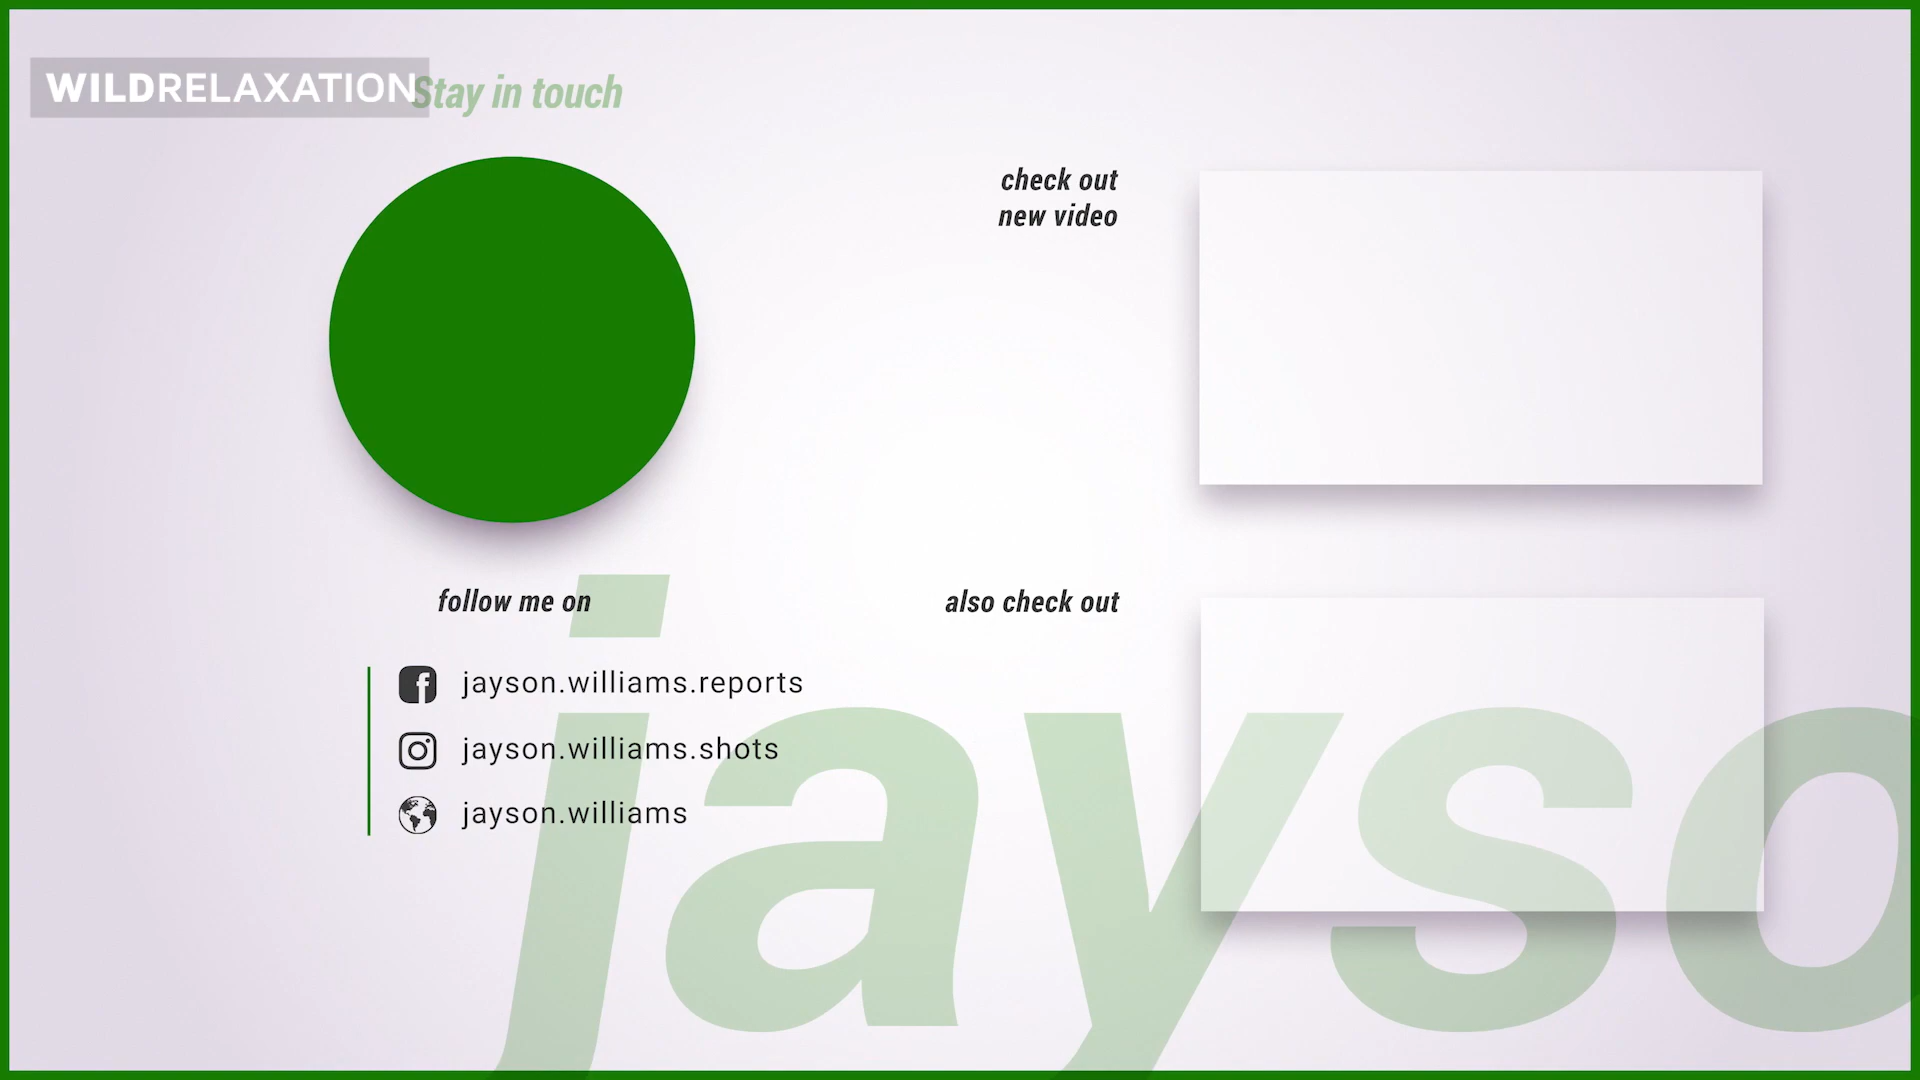 WILDRELAXATION
Stay in touch
check out
new video
follow me on
jayson.williams.reports
jayson.williams.shots
jayson.williams
also check out
jayso